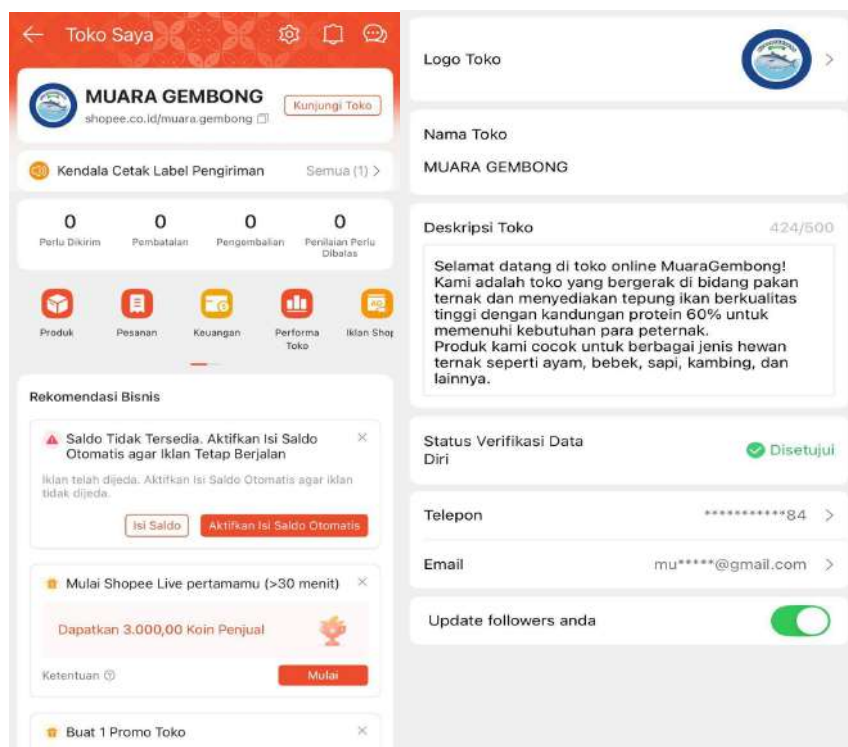 Toko Saya
MUARA GEMBONG
Kunjungi Toko
shopee.co.id/muara.gembong
Kendala Cetak Label Pengiriman
Semua (1) >
0
0
0
0
Perlu Dikirim
Pembatalan
Pengembalian
Penilaian Perlu
Dibalas
Produk
Pesanan
Keuangan
Performa
Toko
Iklan Shop
Rekomendasi Bisnis
Saldo Tidak Tersedia. Aktifkan Isi Saldo
Otomatis agar Iklan Tetap Berjalan
Iklan telah dijeda. Aktifkan Isi Saldo Otomatis agar iklan
tidak dijeda.
Isi Saldo
Aktifkan Isi Saldo Otomatis
Mulai Shopee Live pertamamu (>30 menit)
Dapatkan 3.000,00 Koin Penjual
Ketentuan
Mulai
Buat 1 Promo Toko
Logo Toko
Nama Toko
MUARA GEMBONG
Deskripsi Toko
424/500
Selamat datang di toko online MuaraGembong!
Kami adalah toko yang bergerak di bidang pakan
ternak dan menyediakan tepung ikan berkualitas
tinggi dengan kandungan protein 60% untuk
memenuhi kebutuhan para peternak.
Produk kami cocok untuk berbagai jenis hewan
ternak seperti ayam, bebek, sapi, kambing, dan
lainnya.
Status Verifikasi Data
Diri
Disetujui
Telepon
***********84
Email
mu*****@gmail.com
Update followers anda